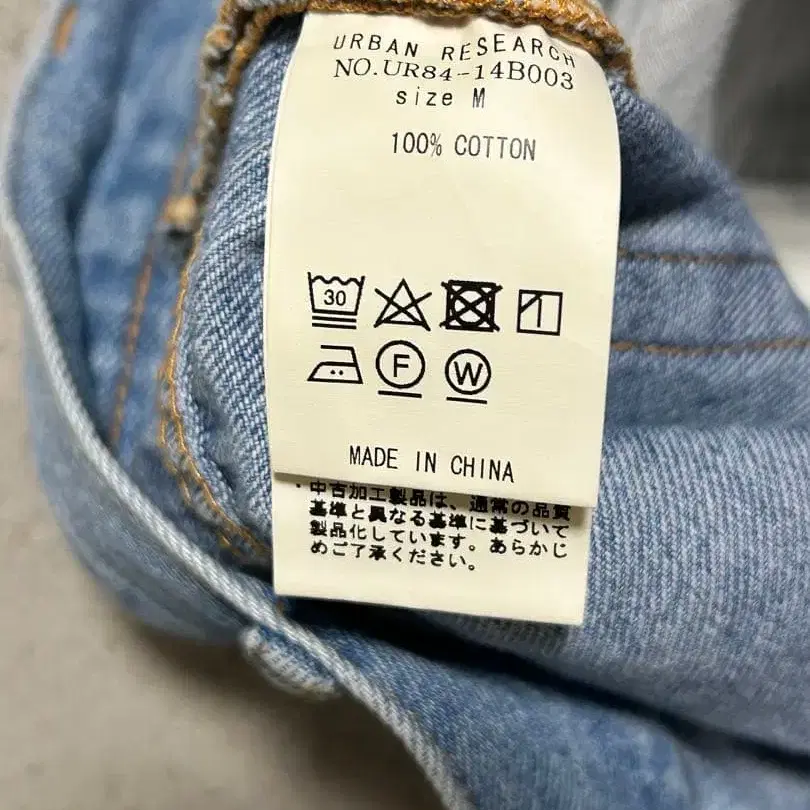 URBAN RESEARCH
NO.UR84-14B003
size M
100% COTTON
30
F W
MADE IN CHINA
・中古加工製品は、通常の品質
基準と異なる基準に基づいて
製品化しています。あらかじ
めご了承ください。